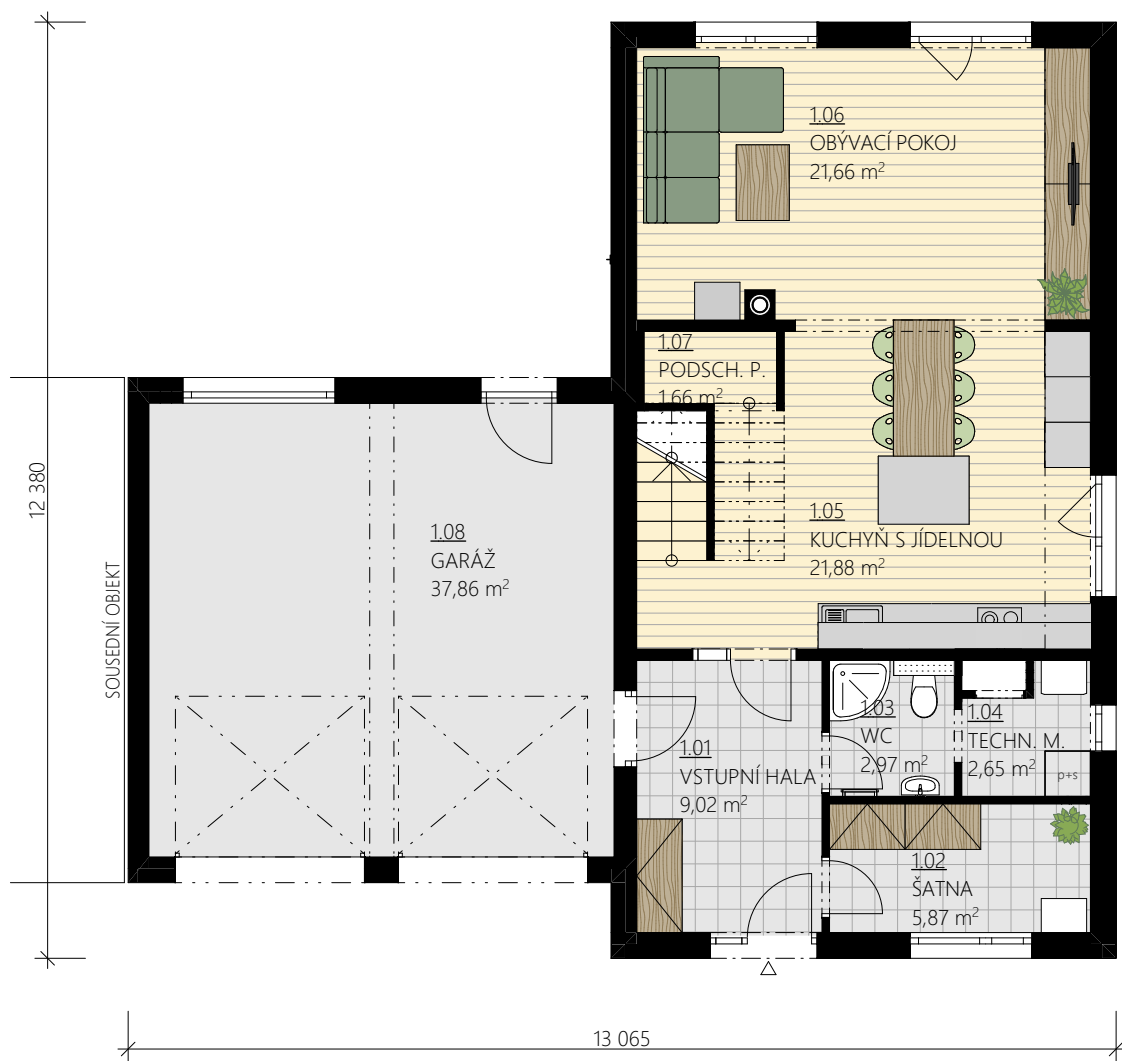 1.06
OBÝVACÍ POKOJ
21,66 m²
1.07
PODSCH. P.
1,66 m²
12 380
SOUSEDNÍ OBJEKT
1.08
GARÁŽ
37,86 m²
1.05
KUCHYŇ S JÍDELNOU
21,88 m²
1.03
WC
2,97 m²
1.04
TECHN. M.
2,65 m²
p+s
1.01
VSTUPNÍ HALA
9,02 m²
1.02
ŠATNA
5,87 m²
13 065